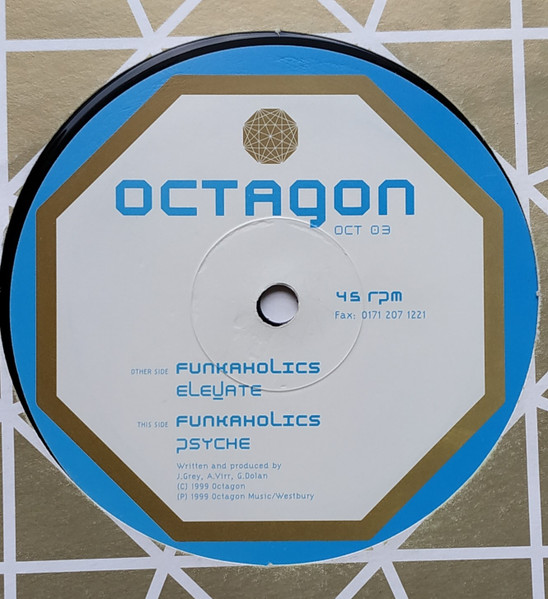 OCTAGON
OCT 03
45 rpm
Fax: 0171 207 1221
OTHER SIDE FUNKAHOLICS
ELEVATE
THIS SIDE FUNKAHOLICS
PSYCHE
Written and produced by
J.Grey, A.Virr, G.Dolan
(C) 1999 Octagon
(P) 1999 Octagon Music/Westbury